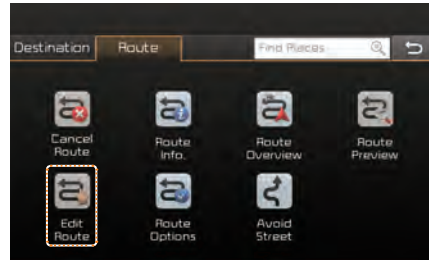 Destination
Route
Find Places
Cancel
Route
Route
Info.
Route
Overview
Route
Preview
Edit
Route
Route
Options
Avoid
Street